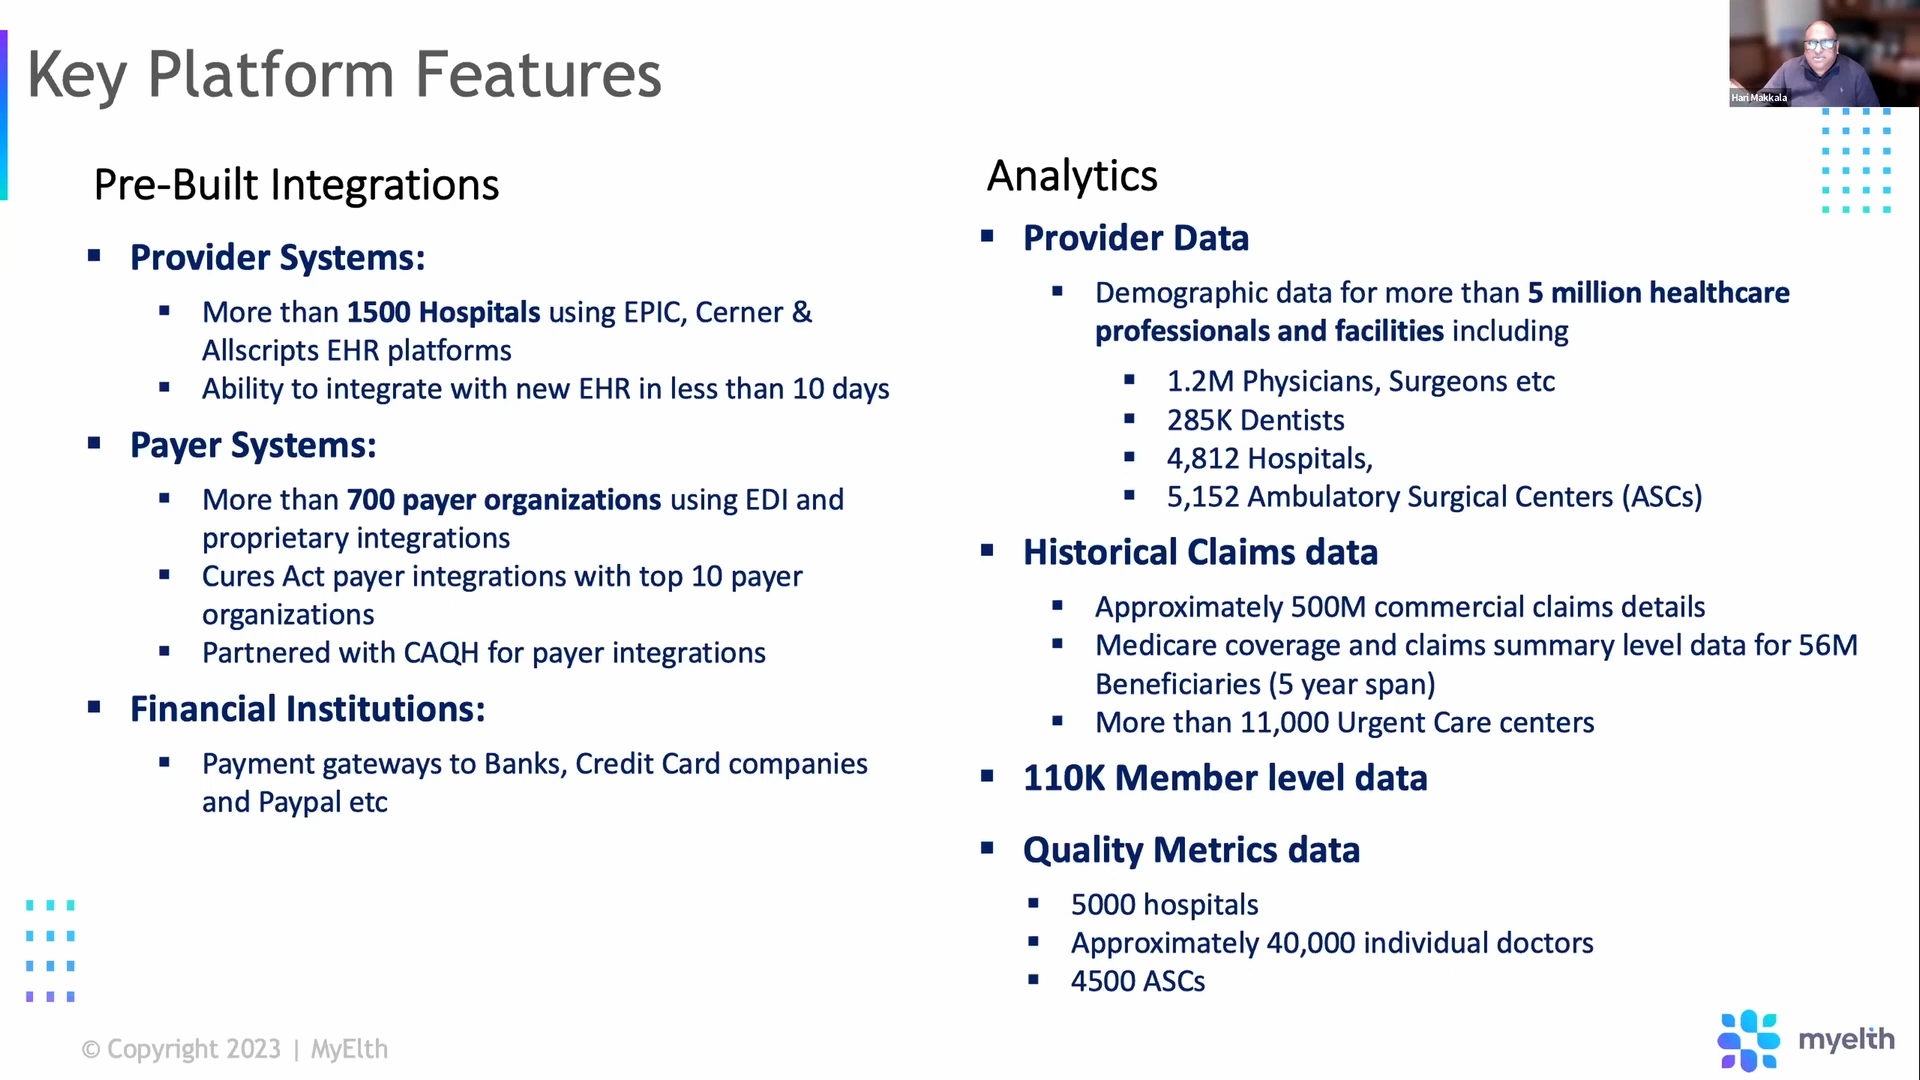 Key Platform Features
Hari Makkala
Pre-Built Integrations
Provider Systems:
More than 1500 Hospitals using EPIC, Cerner &
Allscripts EHR platforms
Ability to integrate with new EHR in less than 10 days
Payer Systems:
More than 700 payer organizations using EDI and
proprietary integrations
Cures Act payer integrations with top 10 payer
organizations
Partnered with CAQH for payer integrations
Financial Institutions:
Payment gateways to Banks, Credit Card companies
and Paypal etc
Analytics
Provider Data
Demographic data for more than 5 million healthcare
professionals and facilities including
1.2M Physicians, Surgeons etc
285K Dentists
4,812 Hospitals,
5,152 Ambulatory Surgical Centers (ASCs)
Historical Claims data
Approximately 500M commercial claims details
Medicare coverage and claims summary level data for 56M
Beneficiaries (5 year span)
More than 11,000 Urgent Care centers
110K Member level data
Quality Metrics data
5000 hospitals
Approximately 40,000 individual doctors
4500 ASCs
© Copyright 2023 | MyElth
myelth